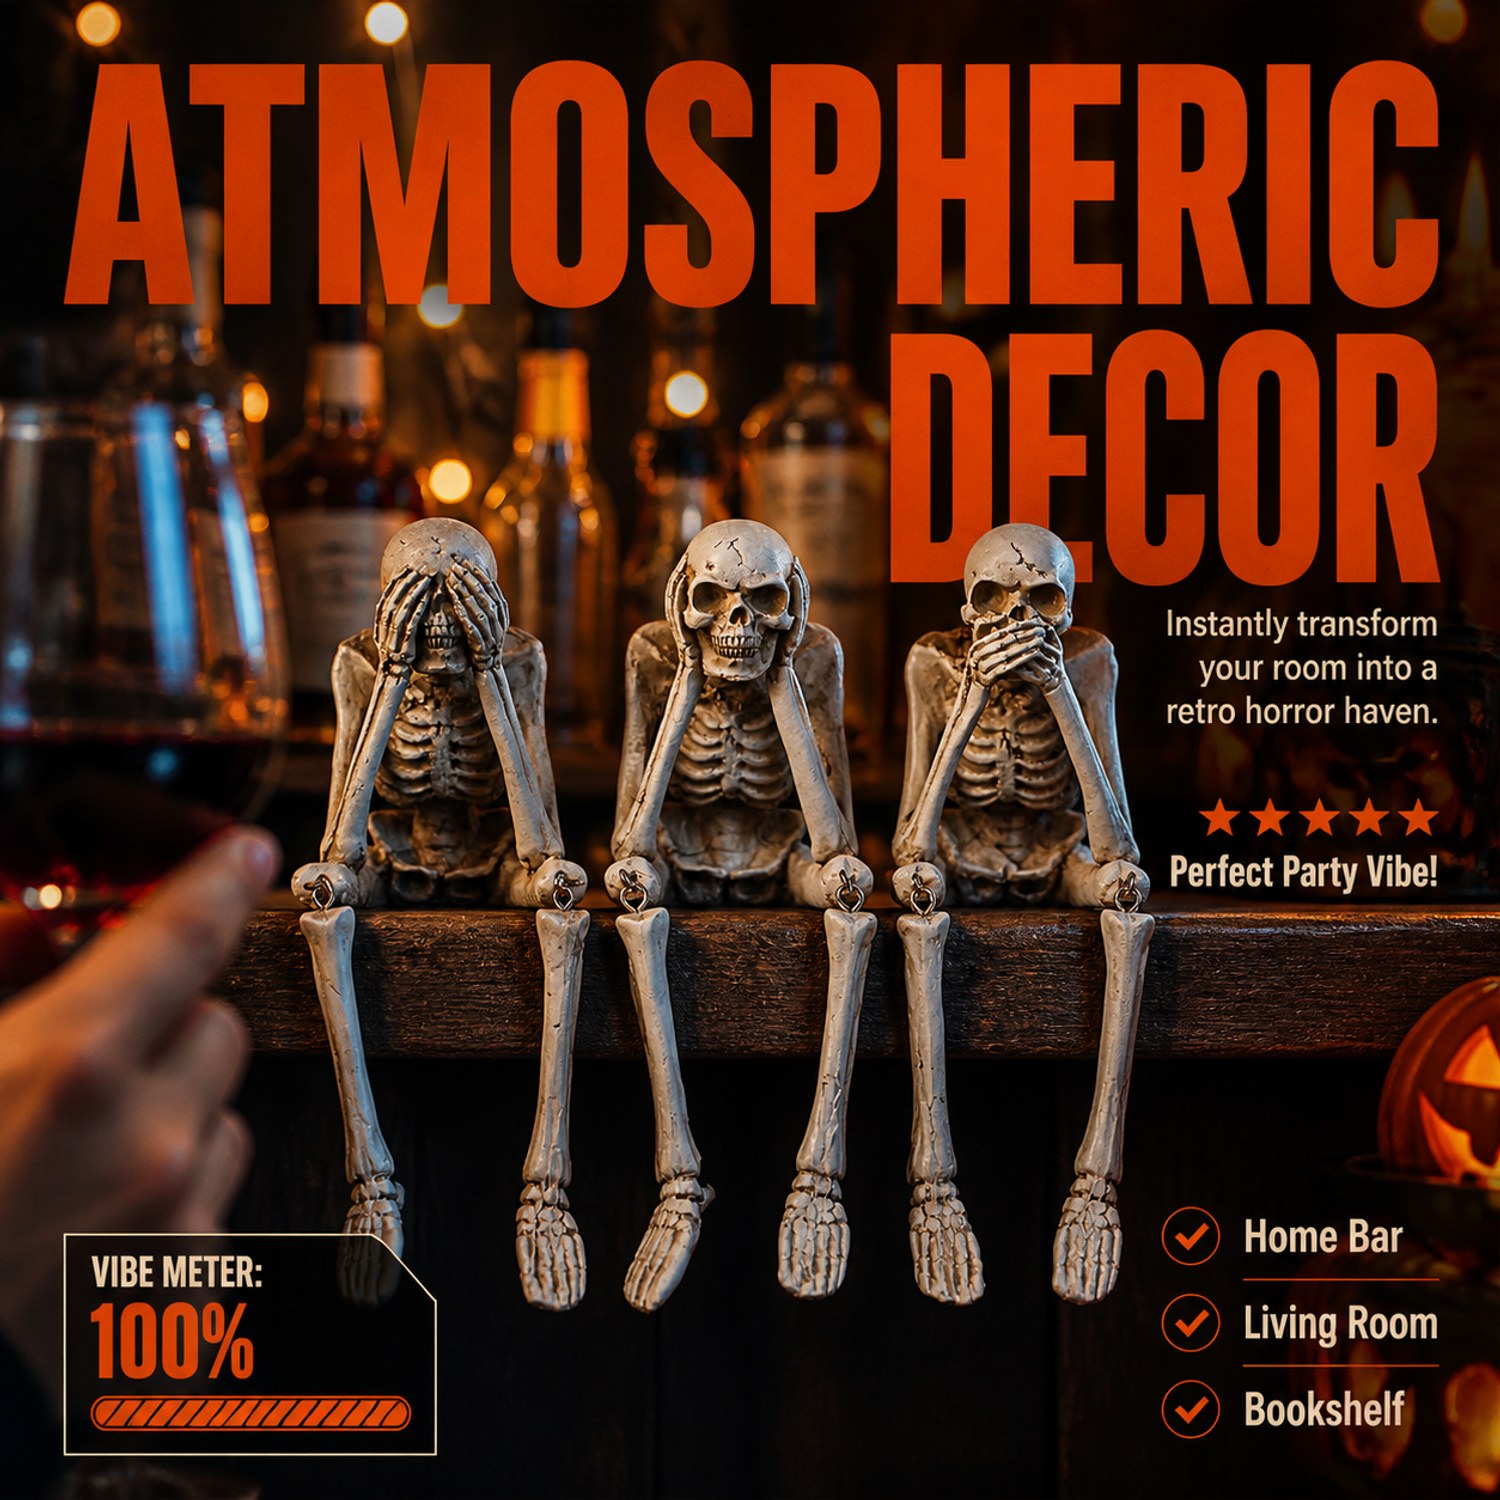 ATMOSPHERIC
DECOR
Instantly transform
your room into a
retro horror haven.
Perfect Party Vibe!
VIBE METER:
100%
Home Bar
Living Room
Bookshelf